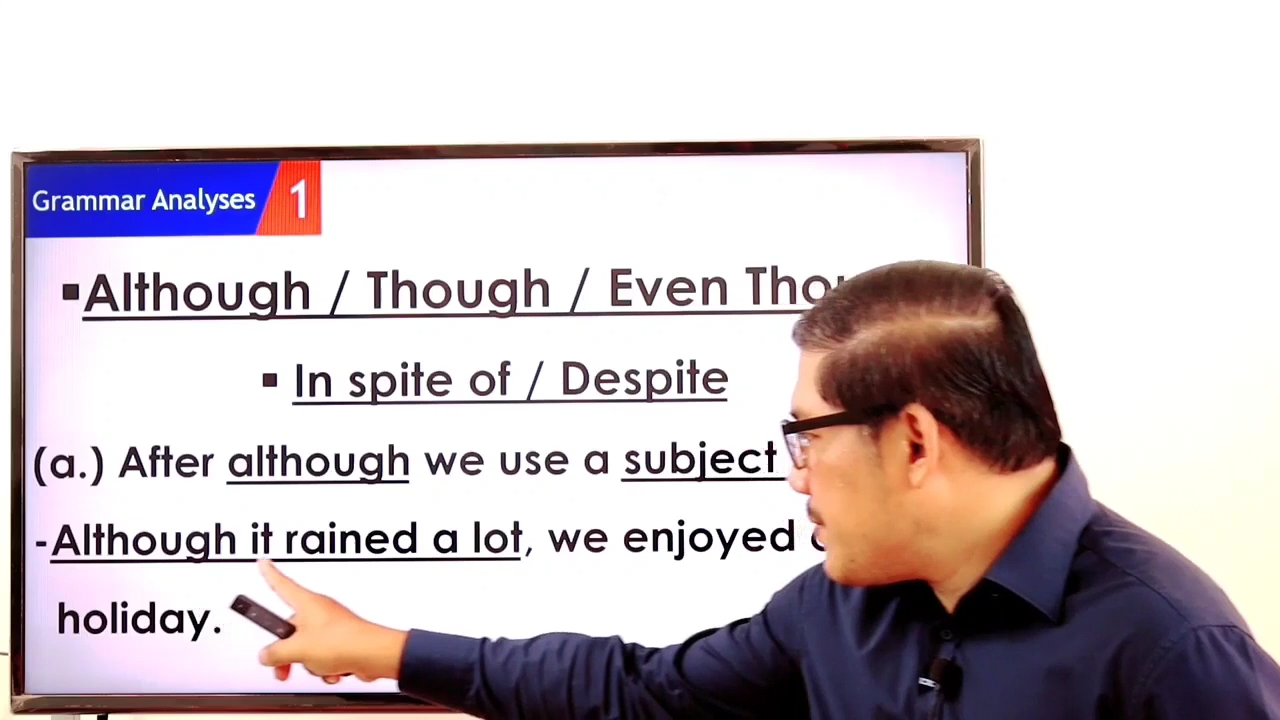 Grammar Analyses 1
▪Although / Though / Even
▪ In spite of / Despite
(a.) After although we use a subject
-Although it rained a lot, we enjoyed
holiday.